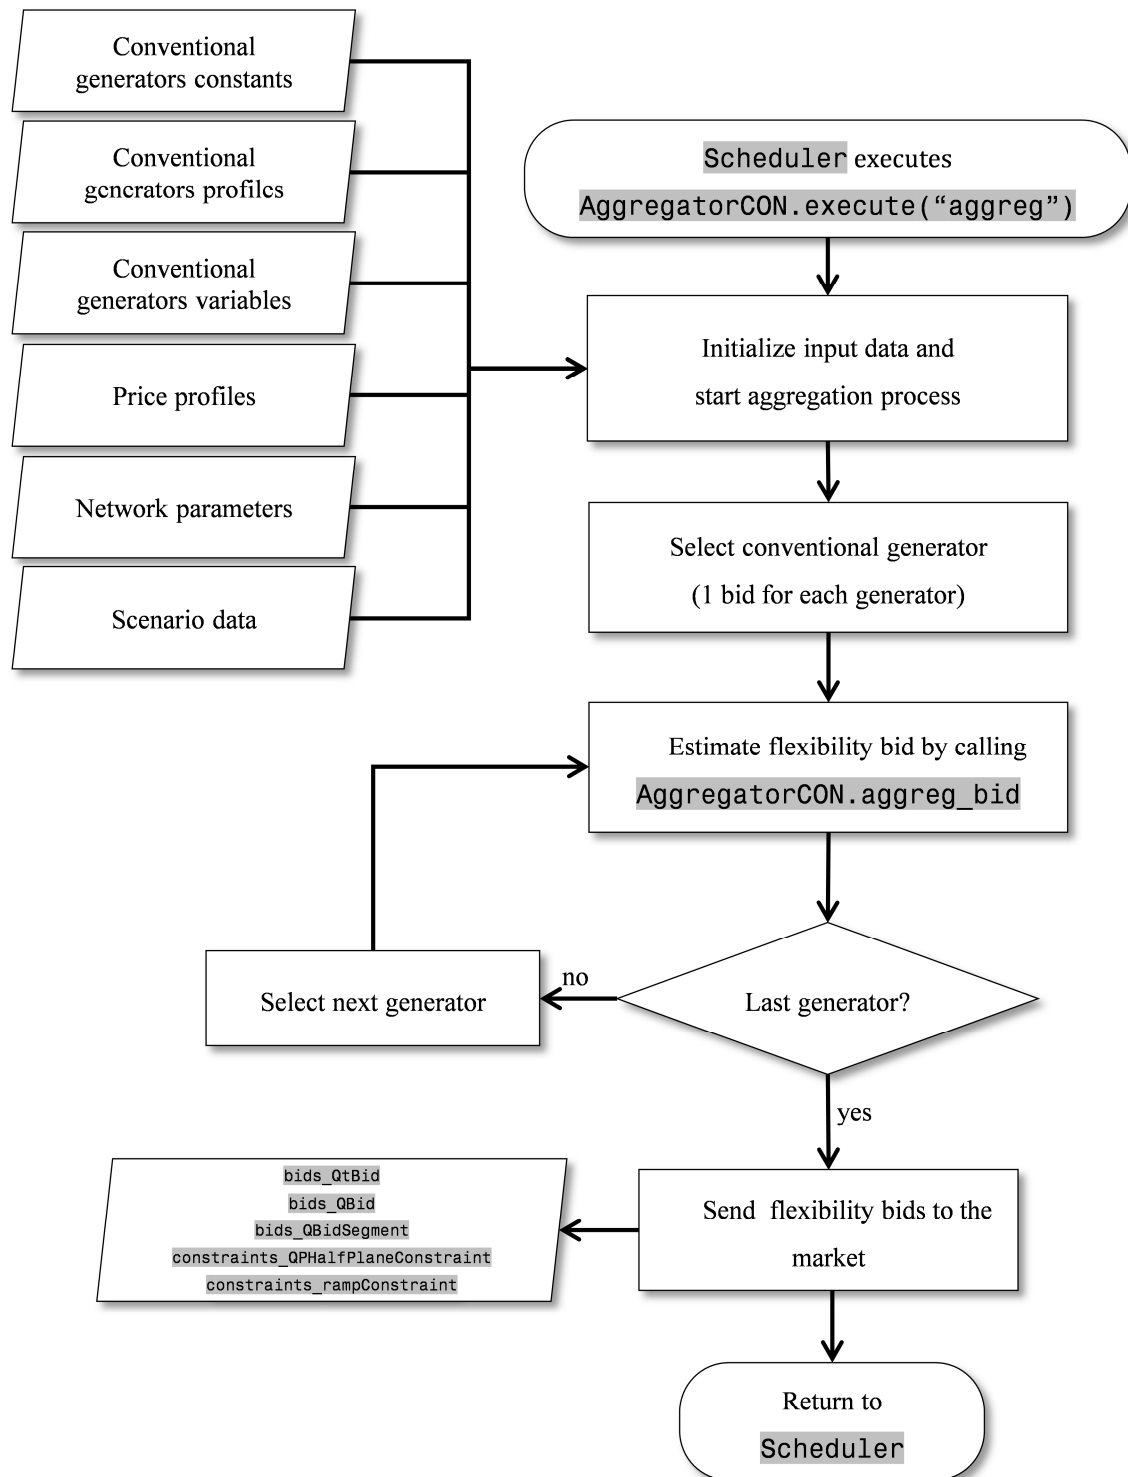 Conventional
generators constants
Conventional
generators profiles
Conventional
generators variables
Price profiles
Network parameters
Scenario data
Scheduler executes
AggregatorCON.execute(“aggreg”)
Initialize input data and
start aggregation process
Select conventional generator
(1 bid for each generator)
Estimate flexibility bid by calling
AggregatorCON.aggreg_bid
Last generator?
no
Select next generator
yes
Send flexibility bids to the
market
bids_QtBid
bids_QBid
bids_QBidSegment
constraints_QPHalfPlaneConstraint
constraints_rampConstraint
Return to
Scheduler